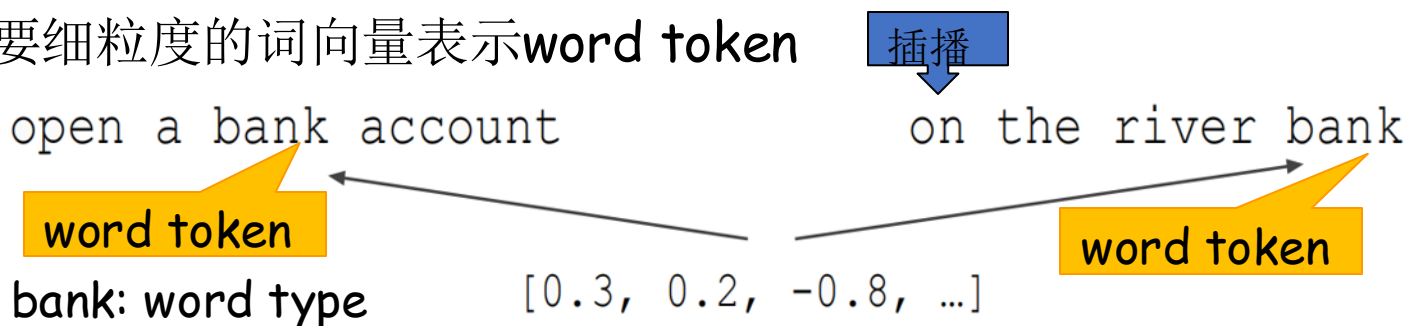 要细粒度的词向量表示word token
插播
open a bank account
on the river bank
word token
word token
bank: word type
[0.3, 0.2, -0.8, …]